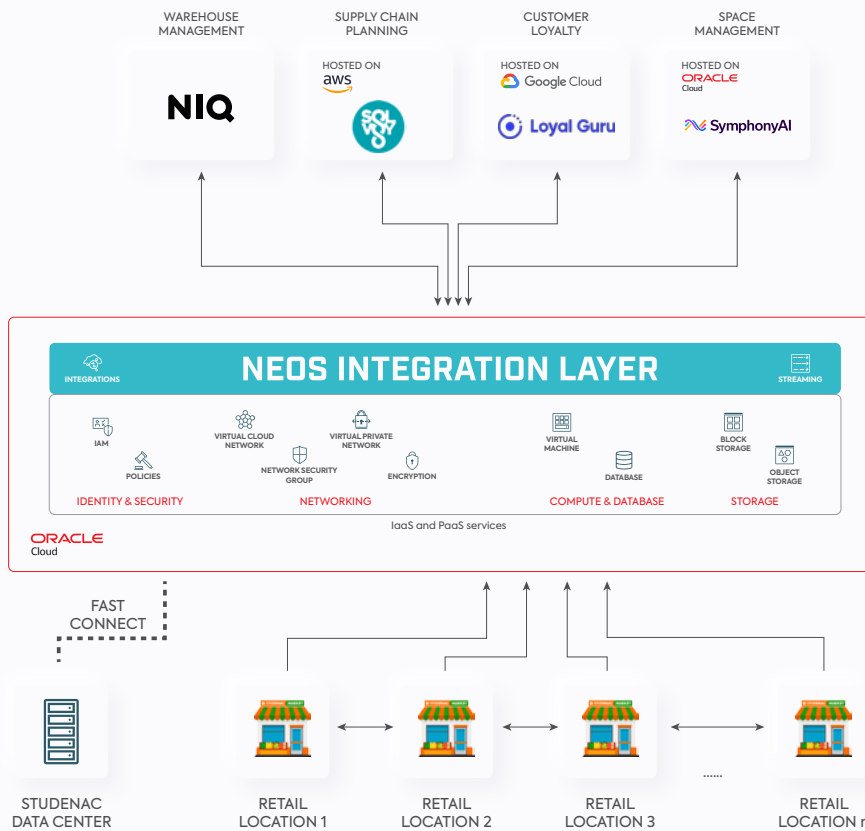 WAREHOUSE
MANAGEMENT
SUPPLY CHAIN
PLANNING
CUSTOMER
LOYALTY
SPACE
MANAGEMENT
NIQ
HOSTED ON
aws
SOLVOYO
HOSTED ON
Google Cloud
Loyal Guru
HOSTED ON
ORACLE
Cloud
SymphonyAI
INTEGRATIONS
NEOS INTEGRATION LAYER
STREAMING
IAM
POLICIES
IDENTITY & SECURITY
VIRTUAL CLOUD
NETWORK
VIRTUAL PRIVATE
NETWORK
NETWORK SECURITY
GROUP
ENCRYPTION
NETWORKING
VIRTUAL
MACHINE
DATABASE
COMPUTE & DATABASE
BLOCK
STORAGE
OBJECT
STORAGE
STORAGE
IaaS and PaaS services
ORACLE
Cloud
FAST
CONNECT
STUDENAC
DATA CENTER
RETAIL
LOCATION 1
RETAIL
LOCATION 2
RETAIL
LOCATION 3
......
RETAIL
LOCATION n